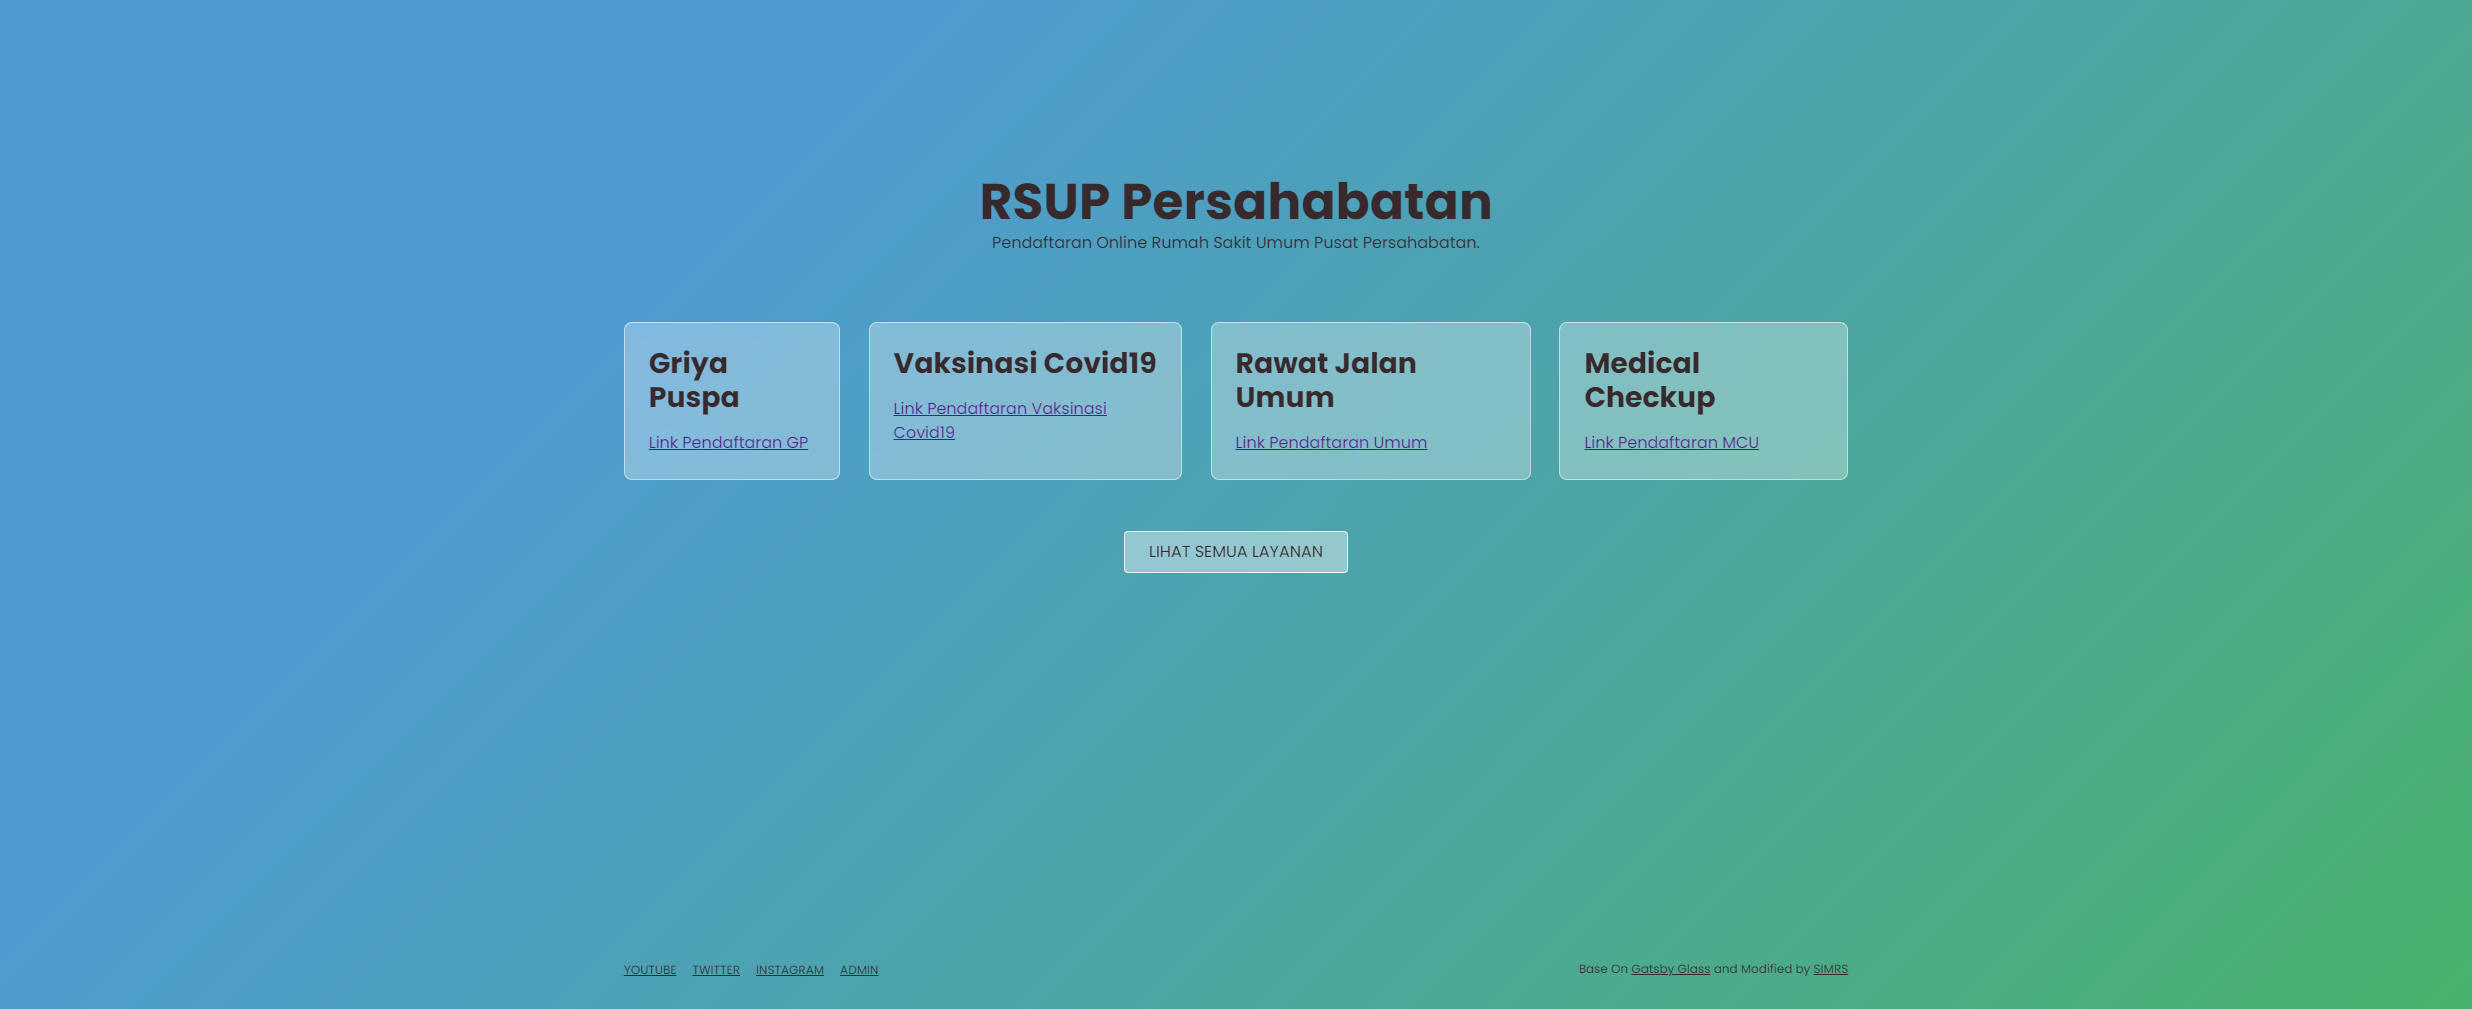 RSUP Persahabatan
Pendaftaran Online Rumah Sakit Umum Pusat Persahabatan.
Griya
Puspa
Link Pendaftaran GP
Vaksinasi Covid19
Link Pendaftaran Vaksinasi
Covid19
Rawat Jalan
Umum
Link Pendaftaran Umum
Medical
Checkup
Link Pendaftaran MCU
LIHAT SEMUA LAYANAN
YOUTUBE TWITTER INSTAGRAM ADMIN
Base On Gatsby Glass and Modified by SIMRS